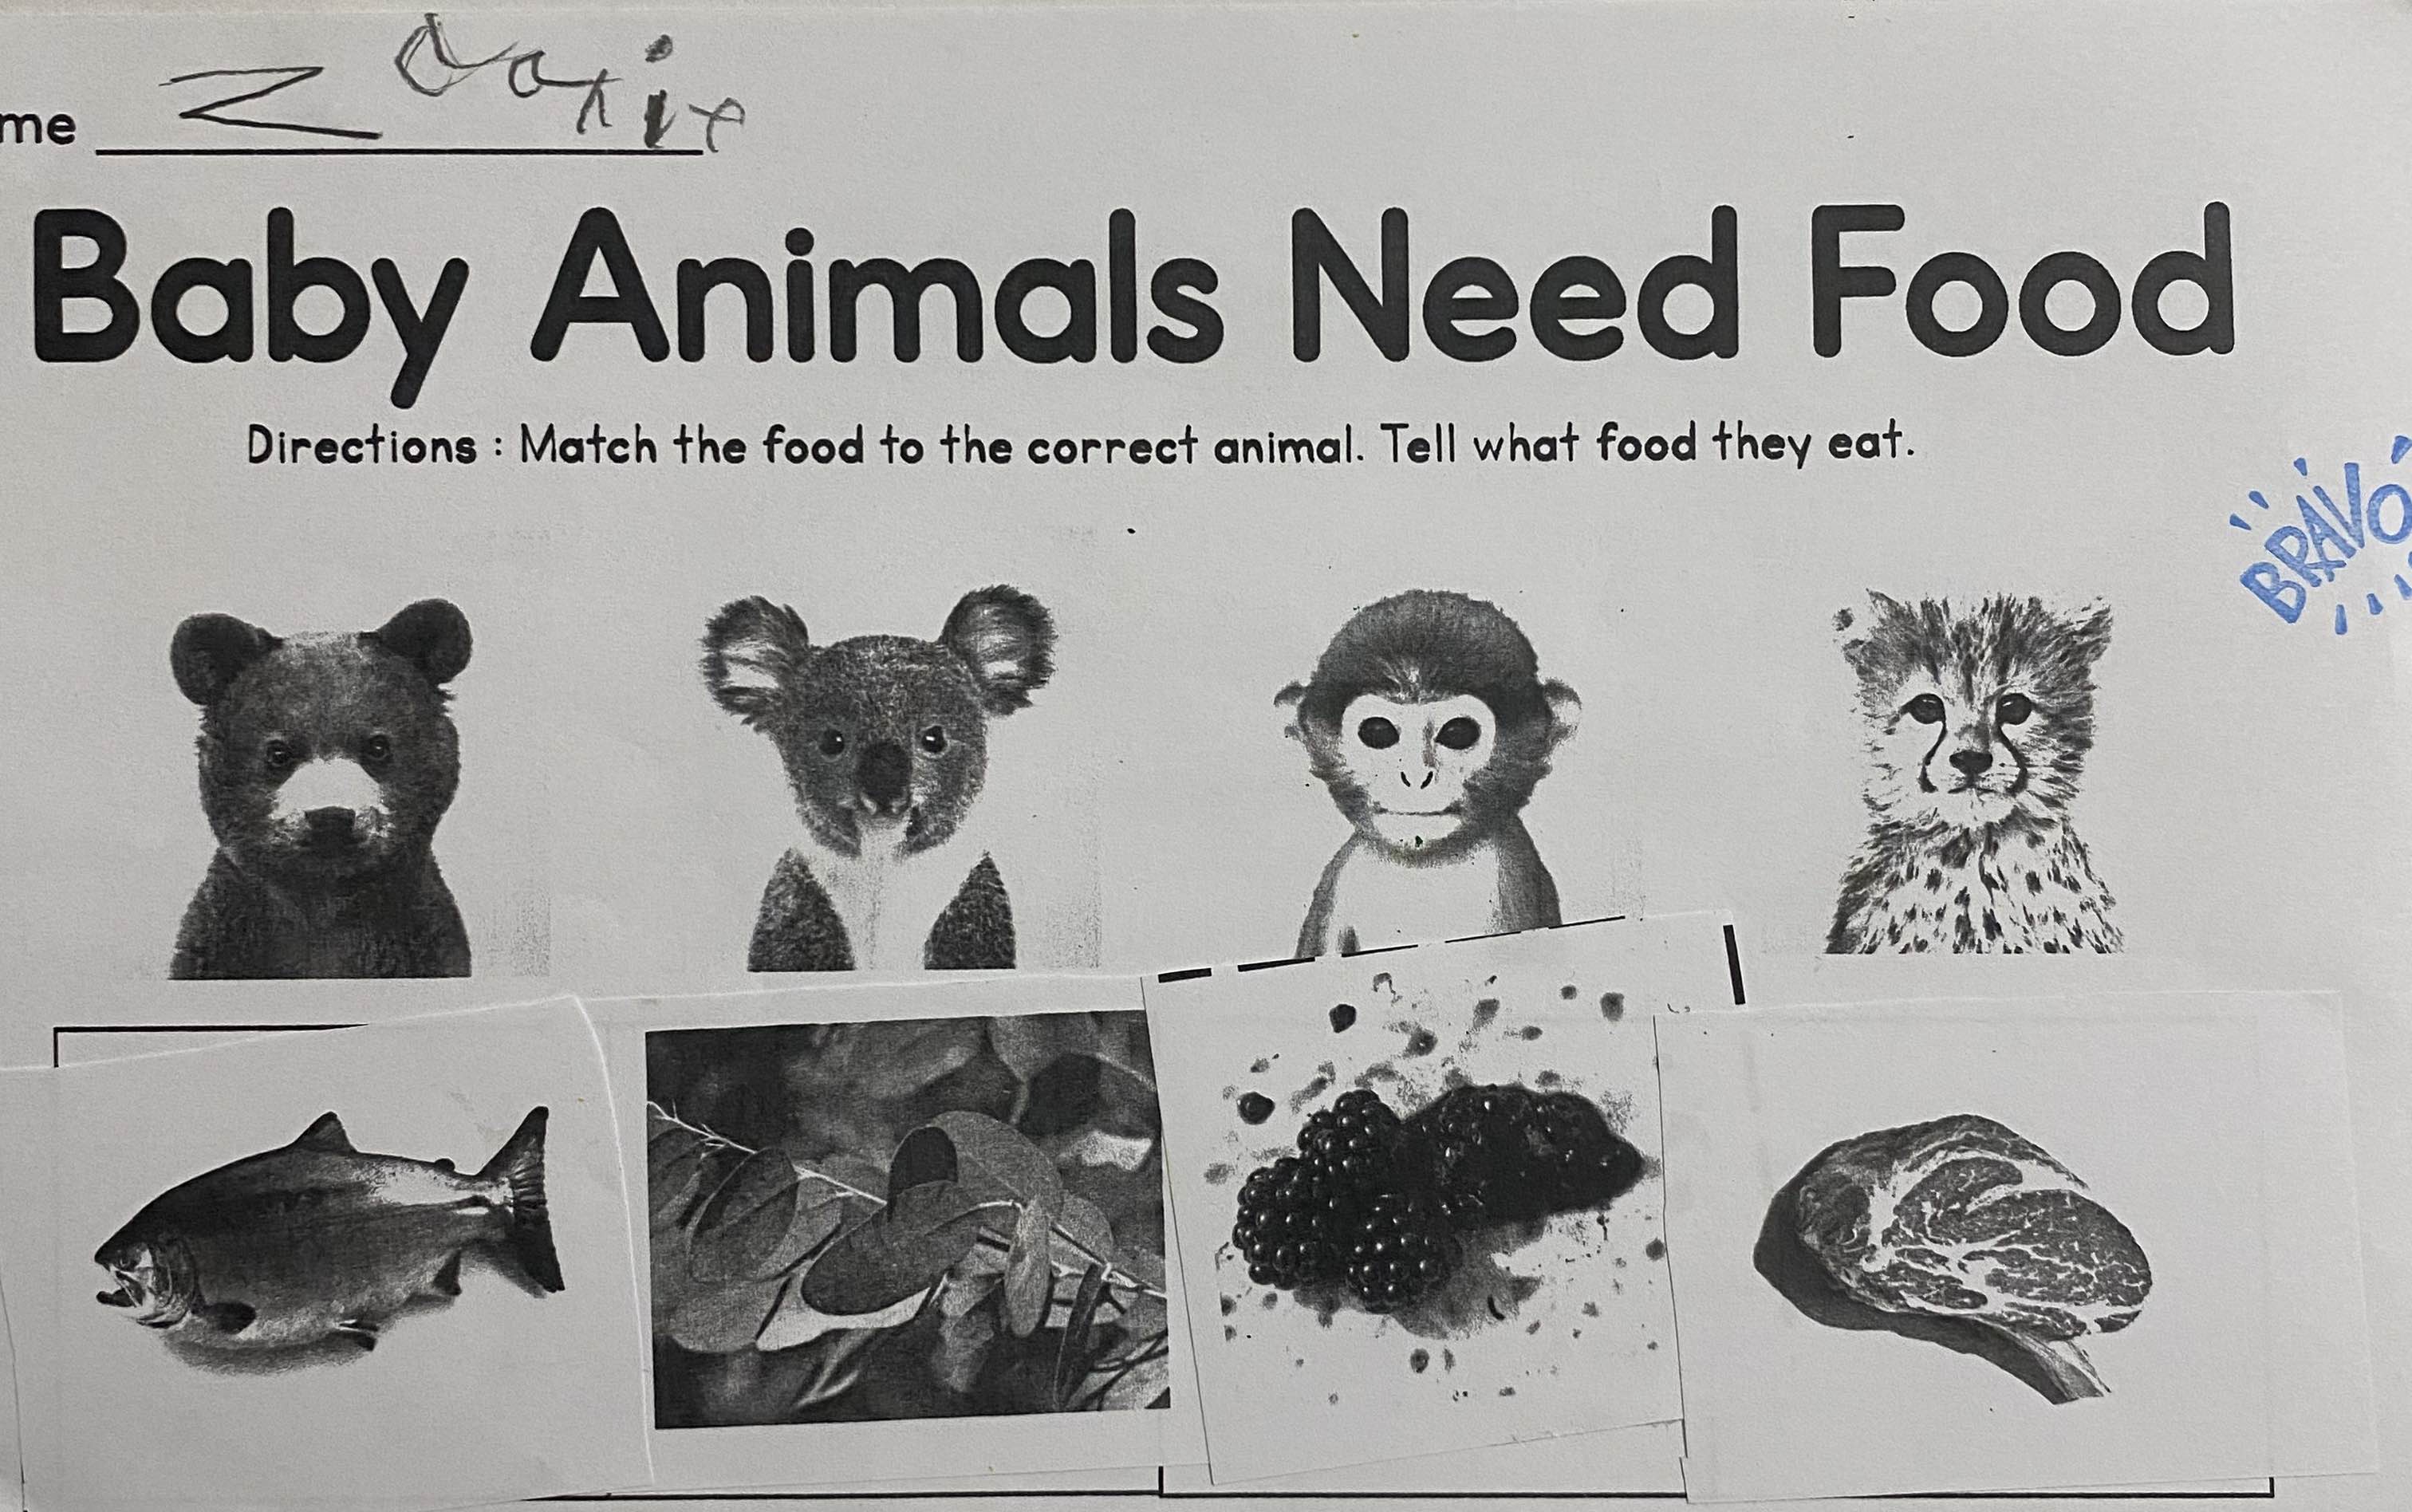 me
Baby Animals Need Food
Directions : Match the food to the correct animal. Tell what food they eat.
BRAVO